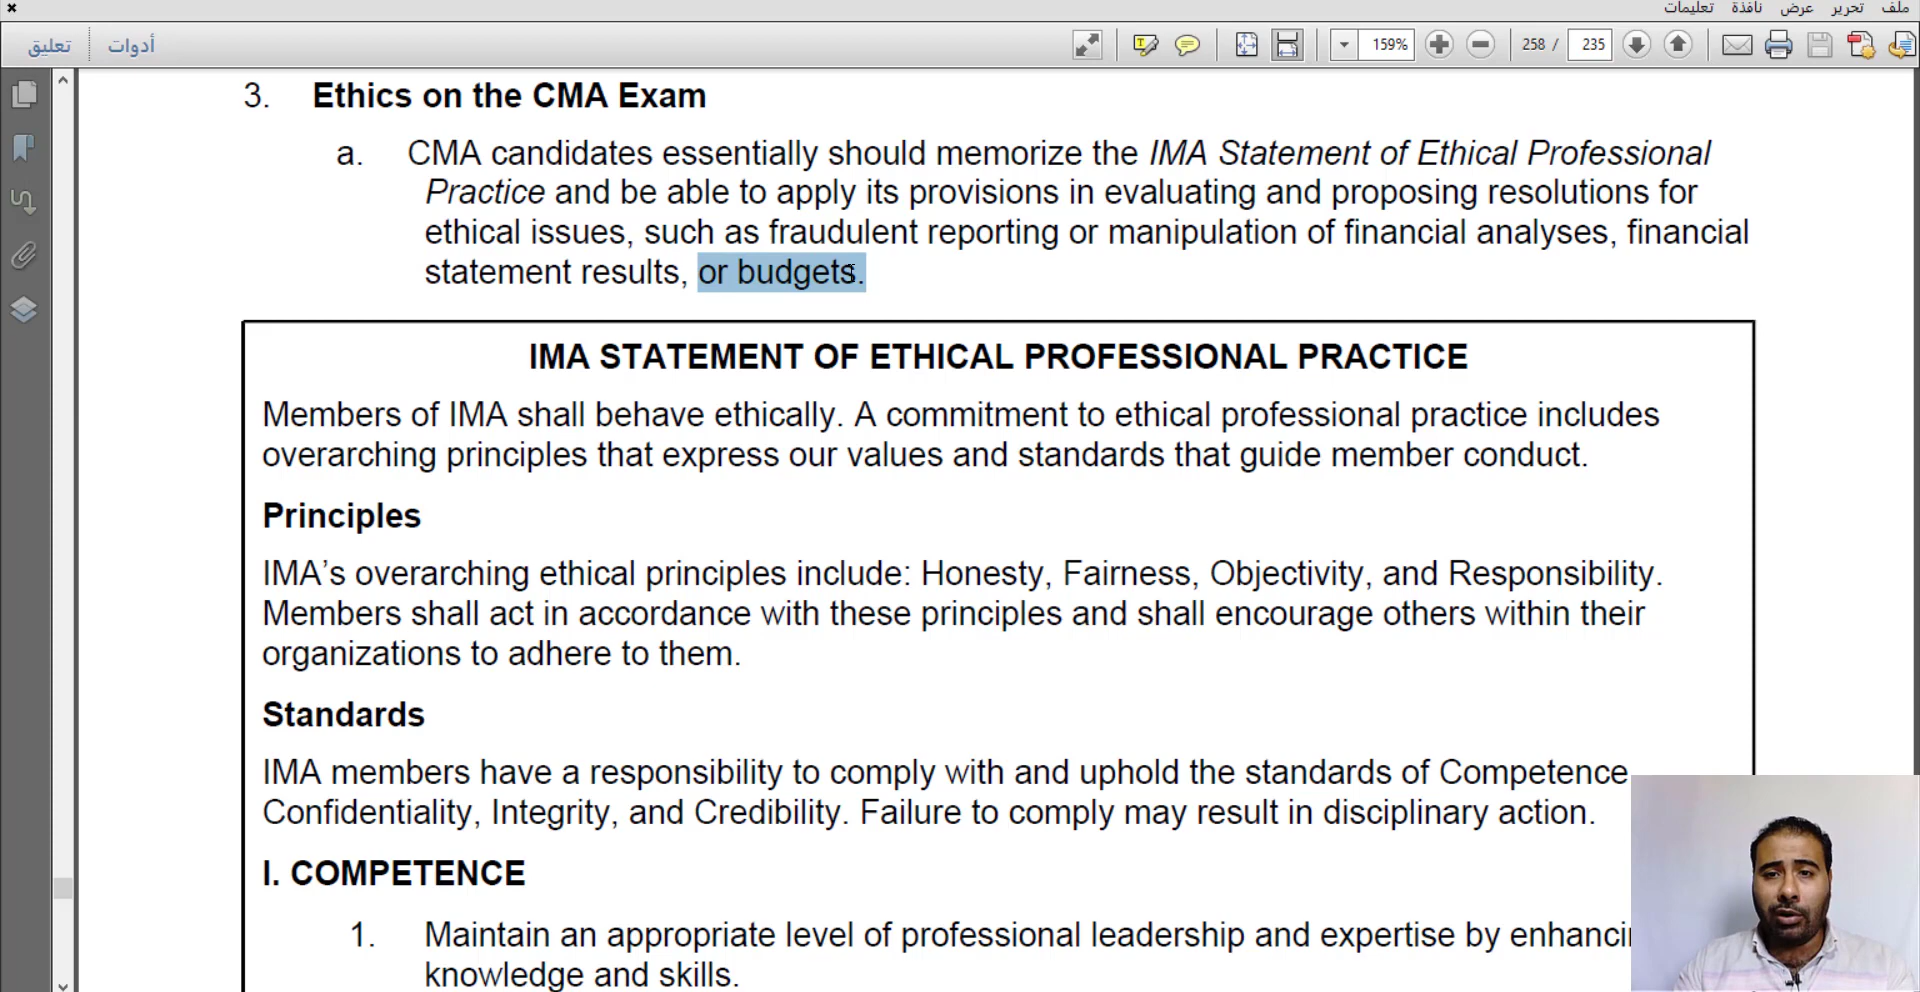 ملف تحرير عرض نافذة تعليمات
أدوات تعليق
159% 258 / 235
3. Ethics on the CMA Exam
a. CMA candidates essentially should memorize the IMA Statement of Ethical Professional
Practice and be able to apply its provisions in evaluating and proposing resolutions for
ethical issues, such as fraudulent reporting or manipulation of financial analyses, financial
statement results, or budgets.
IMA STATEMENT OF ETHICAL PROFESSIONAL PRACTICE
Members of IMA shall behave ethically. A commitment to ethical professional practice includes
overarching principles that express our values and standards that guide member conduct.
Principles
IMA’s overarching ethical principles include: Honesty, Fairness, Objectivity, and Responsibility.
Members shall act in accordance with these principles and shall encourage others within their
organizations to adhere to them.
Standards
IMA members have a responsibility to comply with and uphold the standards of Competence
Confidentiality, Integrity, and Credibility. Failure to comply may result in disciplinary action.
I. COMPETENCE
1. Maintain an appropriate level of professional leadership and expertise by enhancin
knowledge and skills.